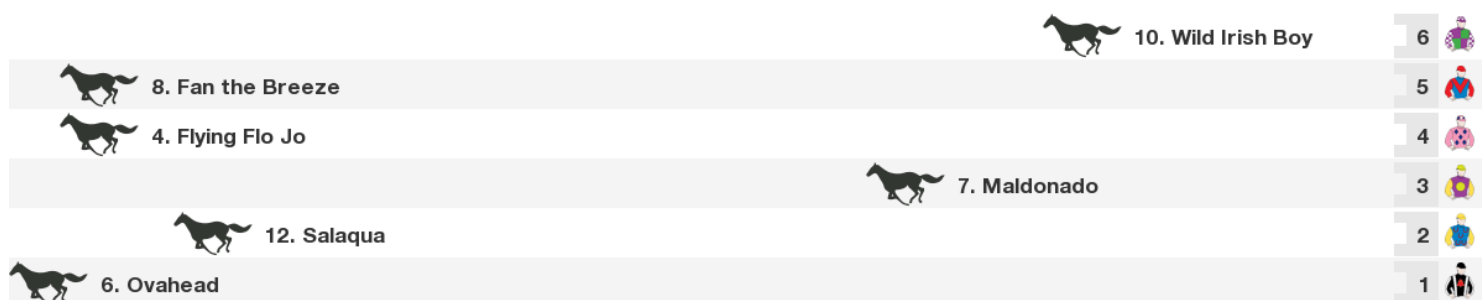 10. Wild Irish Boy 6
8. Fan the Breeze 5
4. Flying Flo Jo 4
7. Maldonado 3
12. Salaqua 2
6. Ovahead 1